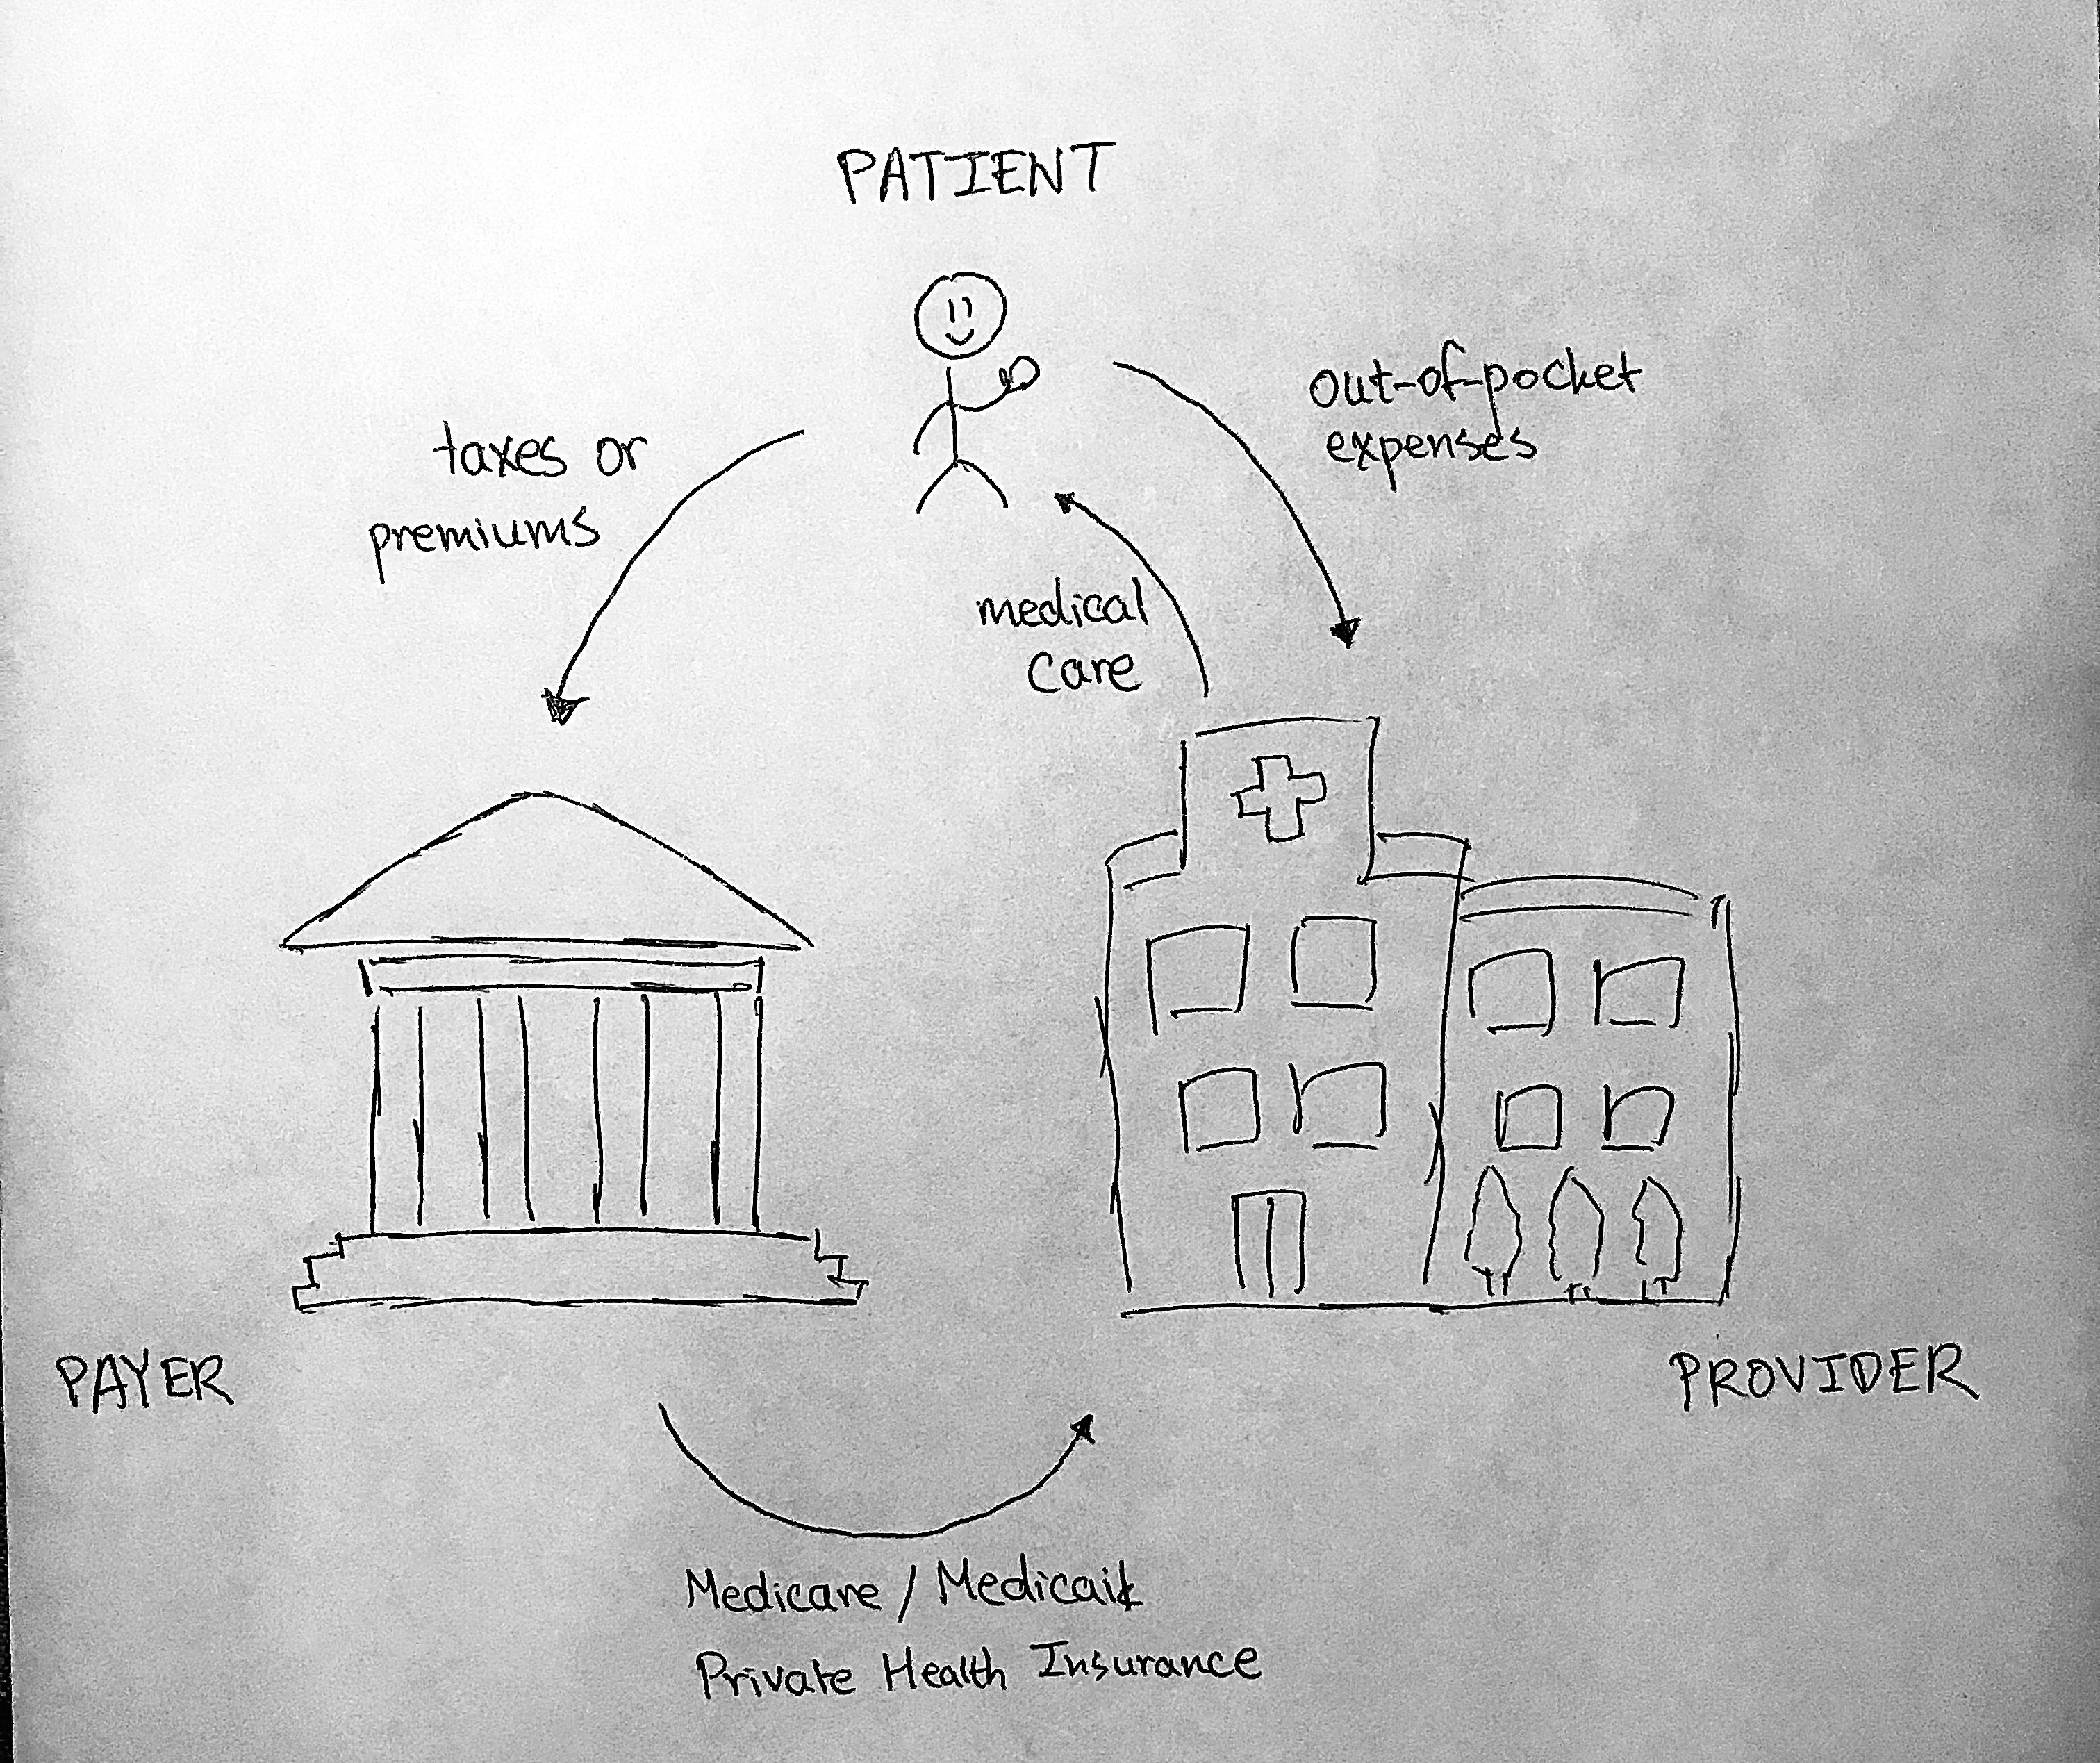 PATIENT
taxes or
premiums
out-of-pocket
expenses
medical
care
PAYER
PROVIDER
Medicare / Medicaid
Private Health Insurance